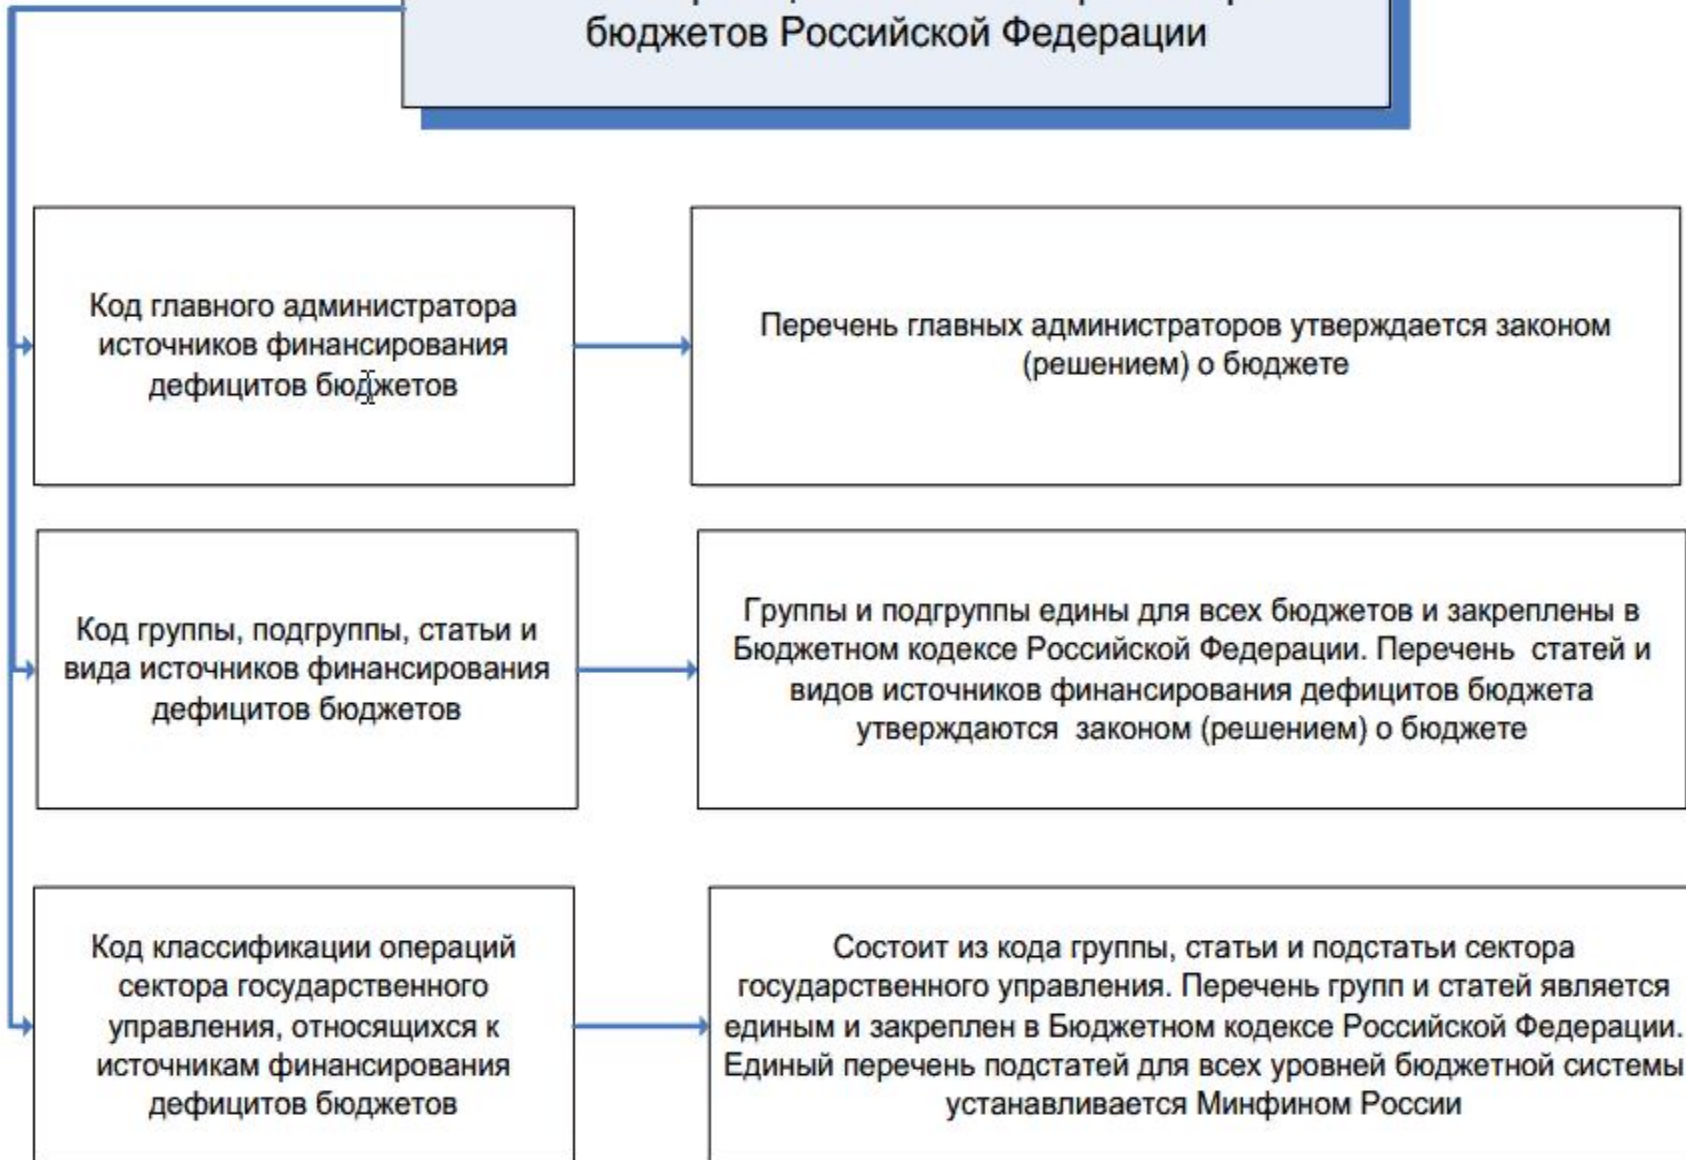 бюджетов Российской Федерации
Код главного администратора
источников финансирования
дефицитов бюджетов
Перечень главных администраторов утверждается законом
(решением) о бюджете
Код группы, подгруппы, статьи и
вида источников финансирования
дефицитов бюджетов
Группы и подгруппы едины для всех бюджетов и закреплены в
Бюджетном кодексе Российской Федерации. Перечень статей и
видов источников финансирования дефицитов бюджета
утверждаются законом (решением) о бюджете
Код классификации операций
сектора государственного
управления, относящихся к
источникам финансирования
дефицитов бюджетов
Состоит из кода группы, статьи и подстатьи сектора
государственного управления. Перечень групп и статей является
единым и закреплен в Бюджетном кодексе Российской Федерации.
Единый перечень подстатей для всех уровней бюджетной системы
устанавливается Минфином России